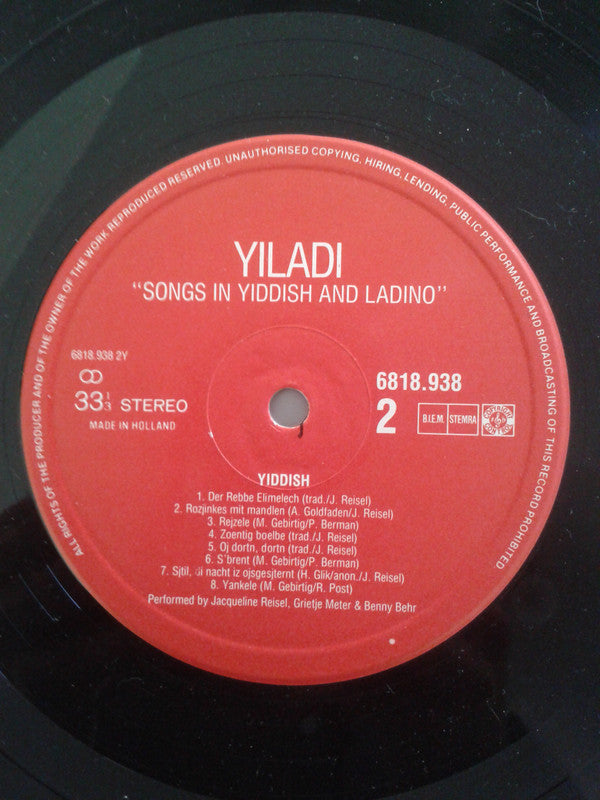 ALL RIGHTS OF THE PRODUCER AND OF THE OWNER OF THE WORK REPRODUCED RESERVED. UNAUTHORISED COPYING, HIRING, LENDING, PUBLIC PERFORMANCE AND BROADCASTING OF THIS RECORD PROHIBITED
YILADI
"SONGS IN YIDDISH AND LADINO"
6818.938 2Y
33⅓ STEREO
MADE IN HOLLAND
6818.938
2
B.I.E.M. STEMRA
COPYRIGHT CONTROL
YIDDISH
1. Der Rebbe Elimelech (trad./J. Reisel)
2. Rozjinkes mit mandlen (A. Goldfaden/J. Reisel)
3. Rejzele (M. Gebirtig/P. Berman)
4. Zoentig boelbe (trad./J. Reisel)
5. Oj dortn, dortn (trad./J. Reisel)
6. S'brent (M. Gebirtig/P. Berman)
7. Sjtil, di nacht iz ojsgesjternt (H. Glik/anon./J. Reisel)
8. Yankele (M. Gebirtig/R. Post)
Performed by Jacqueline Reisel, Grietje Meter & Benny Behr